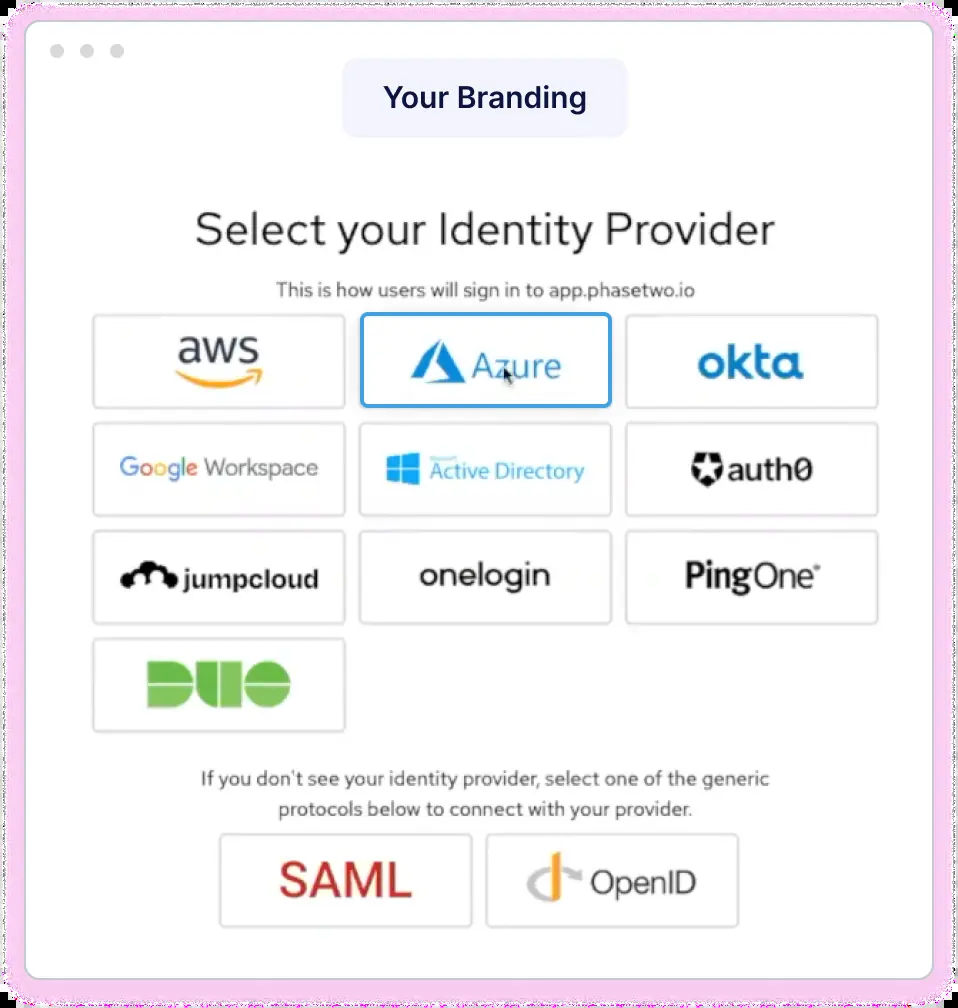 Your Branding
Select your Identity Provider
This is how users will sign in to app.phasetwo.io
aws
Azure
okta
Google Workspace
Active Directory
auth0
jumpcloud
onelogin
PingOne
DUO
If you don't see your identity provider, select one of the generic
protocols below to connect with your provider.
SAML
OpenID